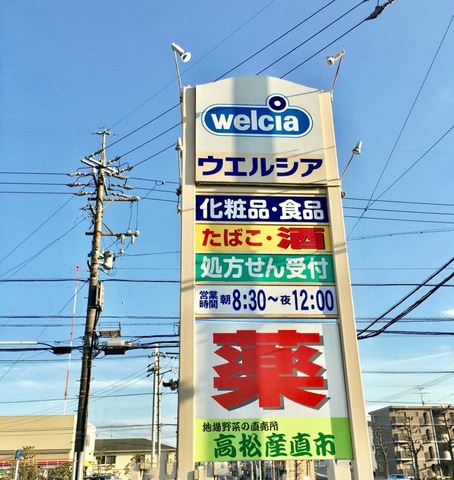 welcia
ウエルシア
化粧品・食品
たばこ・酒
処方せん受付
営業時間 朝8:30～夜12:00
薬
地場野菜の直売所
高松産直市